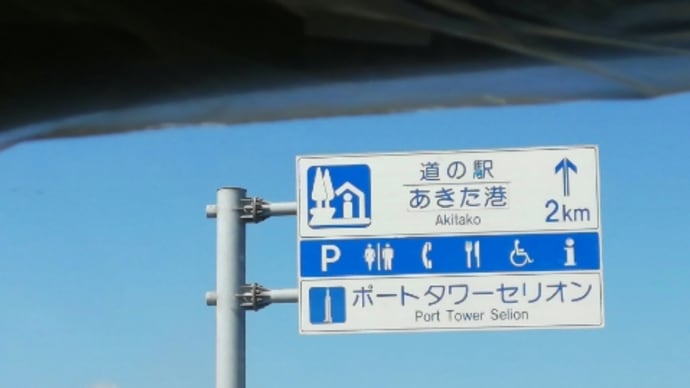 道の駅
あきた港
Akitako
2km
P
ポートタワーセリオン
Port Tower Selion